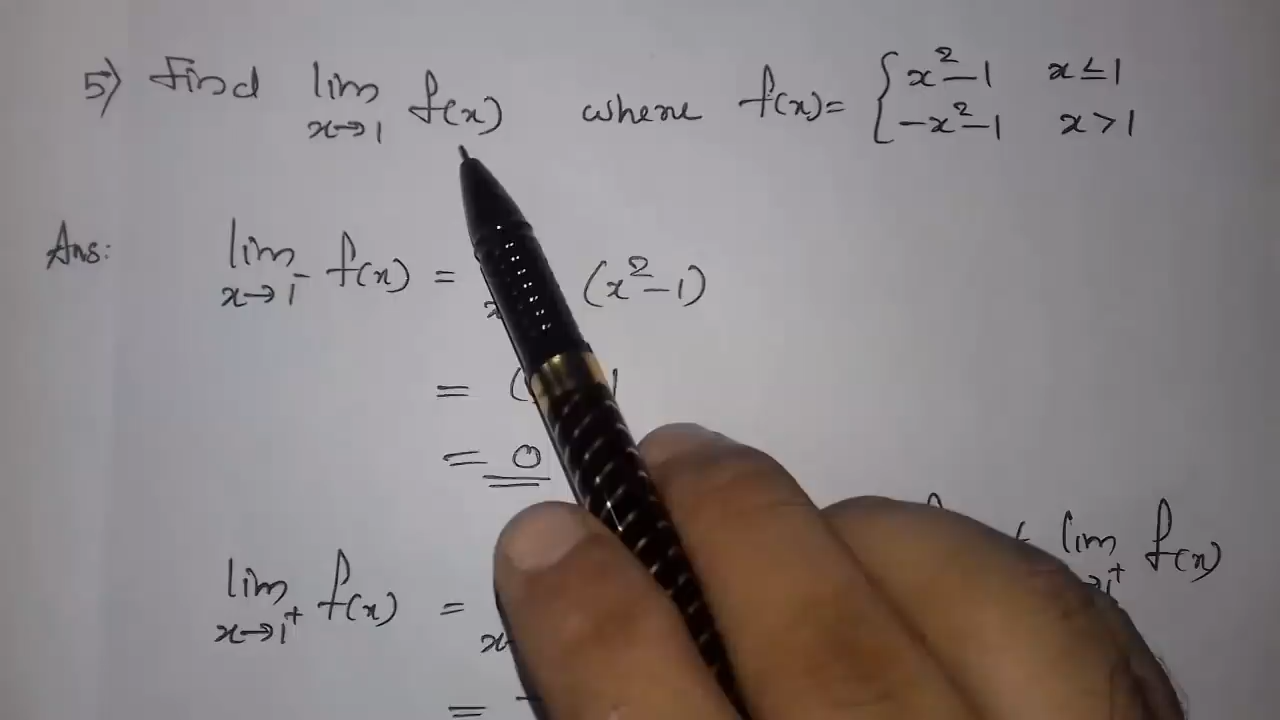 5) Find lim x→1 f(x) where f(x) = { x²-1 x≤1
-x²-1 x>1
Ans: lim x→1⁻ f(x) = (x²-1)
= (
= 0
lim x→1⁺ f(x)
lim x→1⁺ f(x) =
=